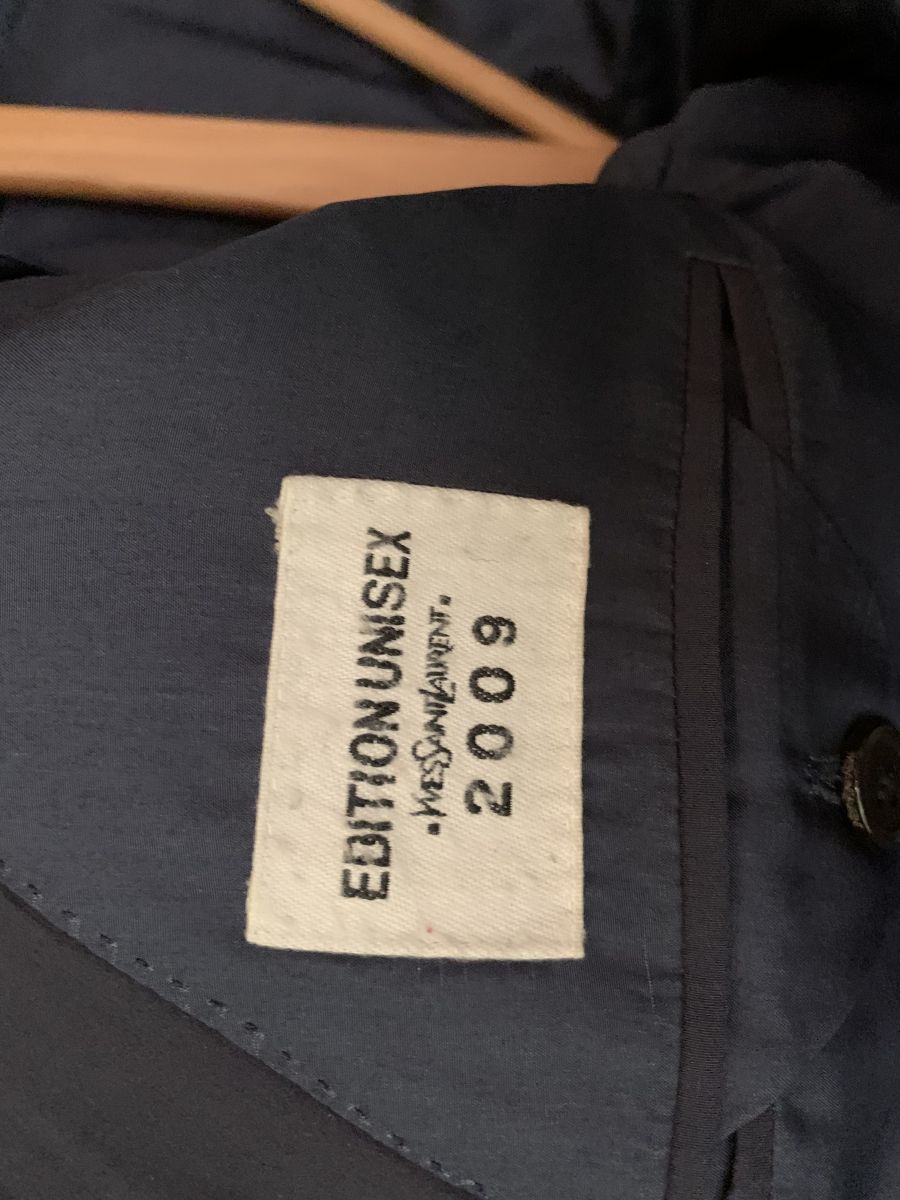 EDITION UNISEX
•YVESSAINTLAURENT•
2009